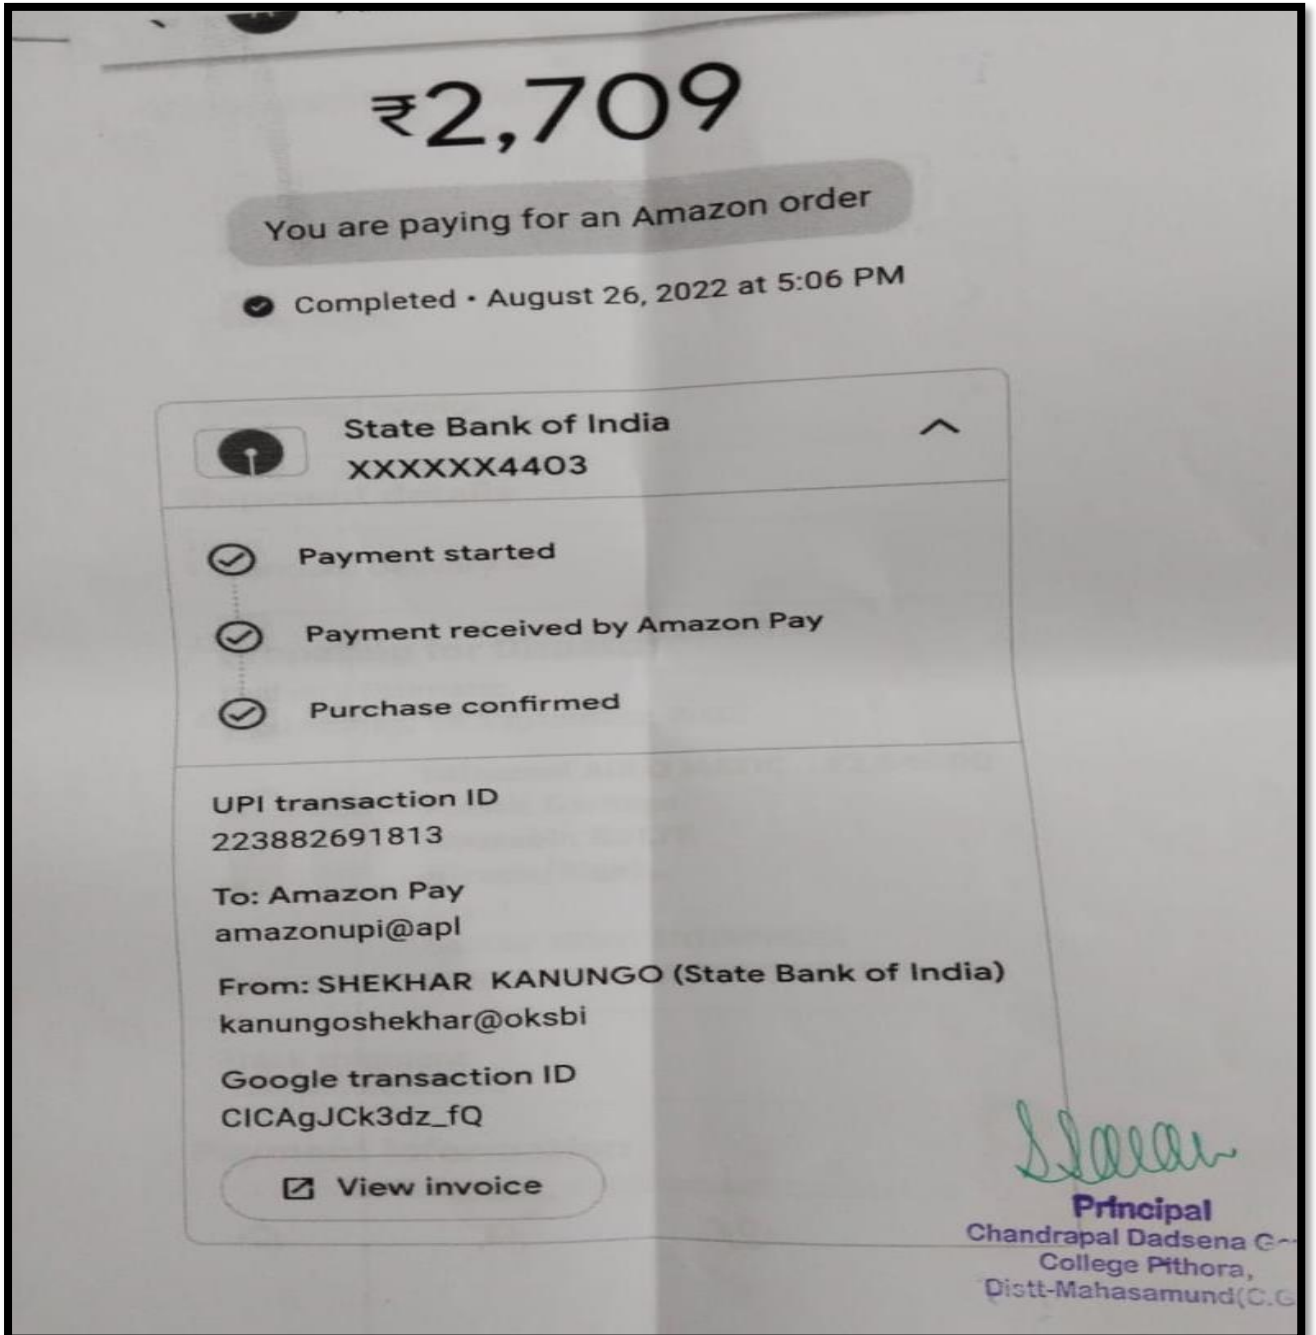 ₹2,709
You are paying for an Amazon order
Completed • August 26, 2022 at 5:06 PM
State Bank of India
XXXXXX4403
Payment started
Payment received by Amazon Pay
Purchase confirmed
UPI transaction ID
223882691813
To: Amazon Pay
amazonupi@apl
From: SHEKHAR KANUNGO (State Bank of India)
kanungoshekhar@oksbi
Google transaction ID
CICAgJCk3dz_fQ
View invoice
Principal
Chandrapal Dadsena
College Pithora,
Distt-Mahasamund(C.G